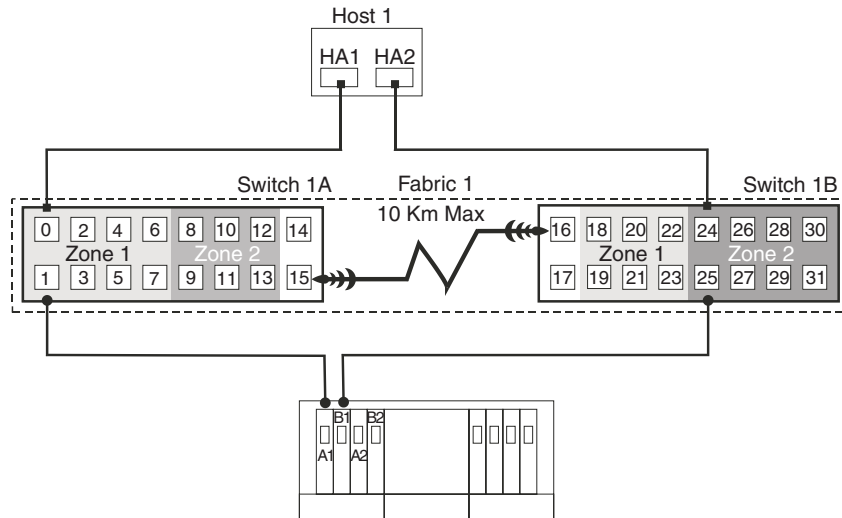 Host 1
HA1 HA2
Switch 1A Fabric 1 Switch 1B
10 Km Max
0 2 4 6 8 10 12 14 16 18 20 22 24 26 28 30
Zone 1 Zone 2 Zone 1 Zone 2
1 3 5 7 9 11 13 15 17 19 21 23 25 27 29 31
B1 B2
A1 A2